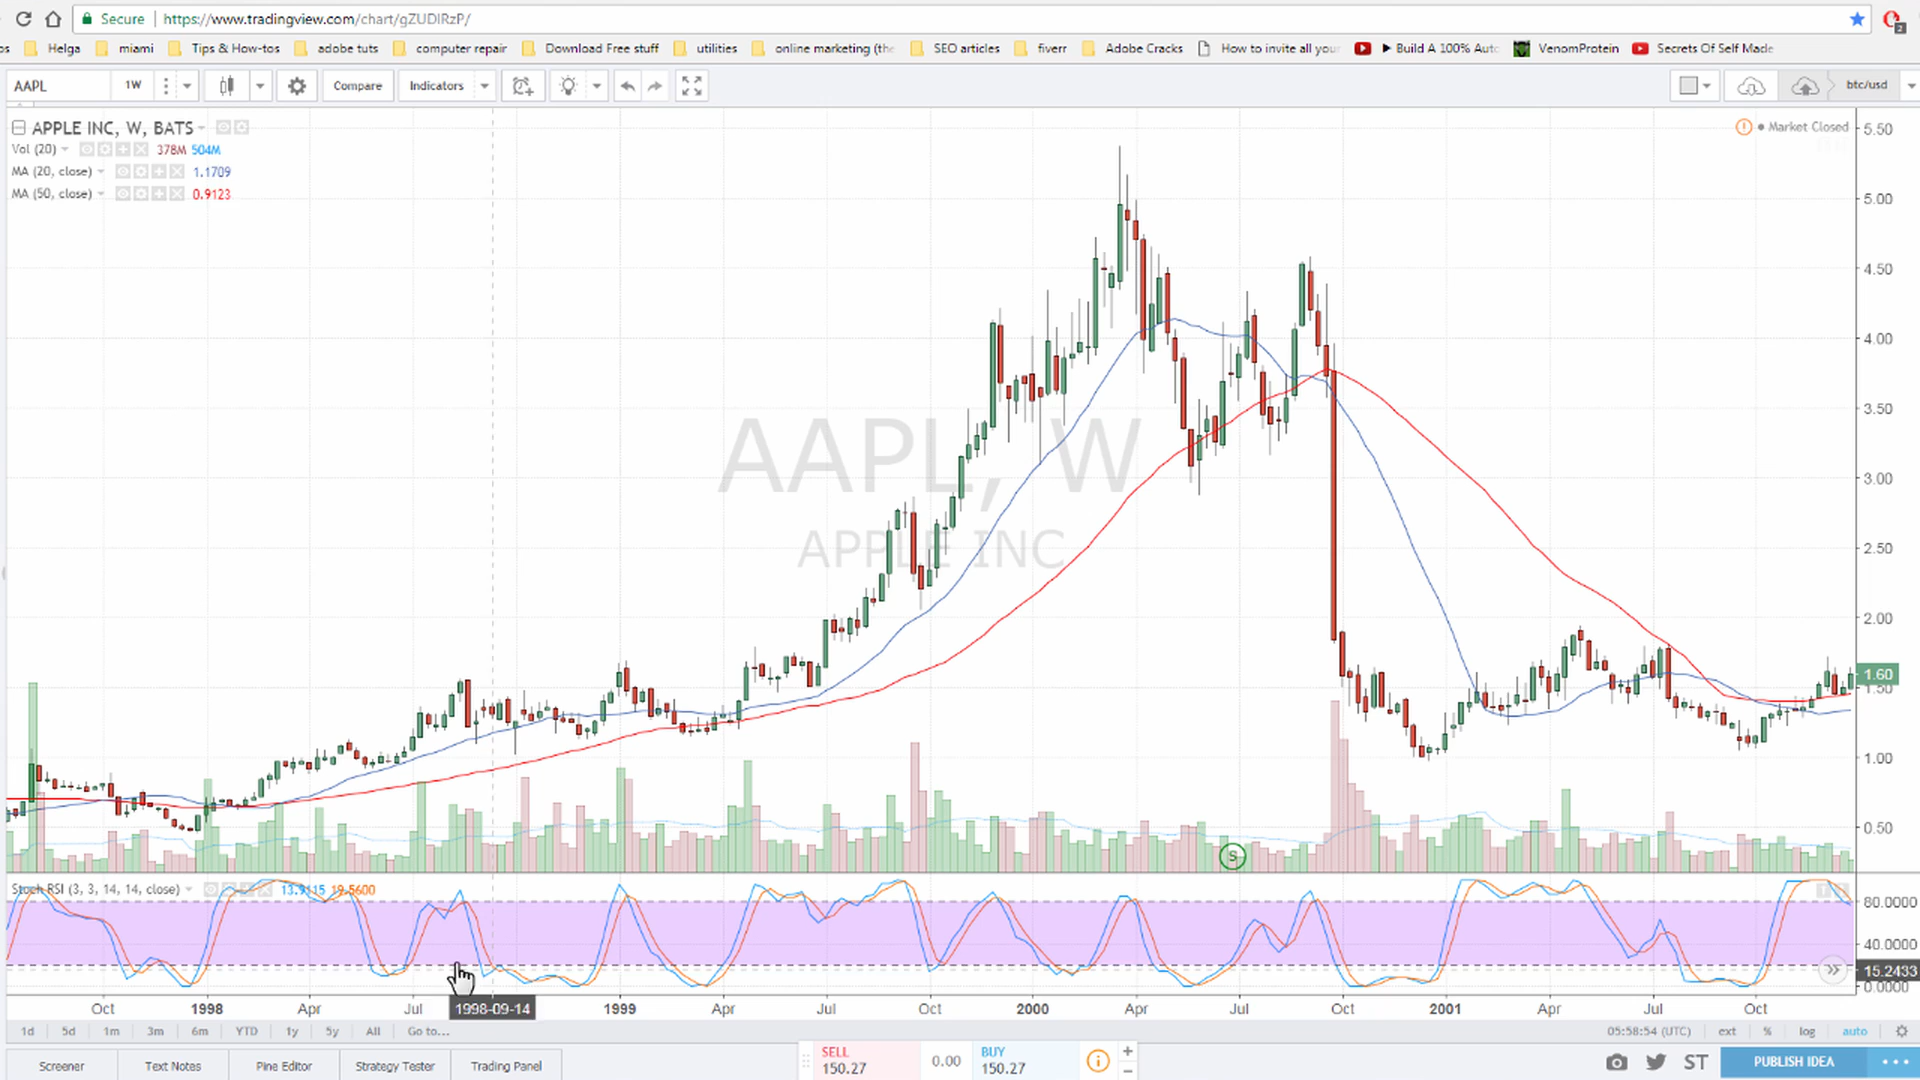 Secure https://www.tradingview.com/chart/gZUDIRzP/
ps Helga miami Tips & How-tos adobe tuts computer repair Download Free stuff utilities online marketing (the SEO articles fiverr Adobe Cracks How to invite all your Build A 100% Auto VenomProtein Secrets Of Self Made
AAPL 1W Compare Indicators btc/usd
APPLE INC, W, BATS
Market Closed
Vol (20) 378M 504M
MA (20, close) 1.1709
MA (50, close) 0.9123
5.50
5.00
4.50
4.00
3.50
3.00
2.50
2.00
1.60
1.50
1.00
0.50
AAPL, W
APPLE INC
S
Stoch RSI (3, 3, 14, 14, close) 13.9115 19.5600
80.0000
40.0000
15.2433
0.0000
Oct 1998 Apr Jul 1998-09-14 1999 Apr Jul Oct 2000 Apr Jul Oct 2001 Apr Jul Oct
1d 5d 1m 3m 6m YTD 1y 5y All Go to... 05:58:54 (UTC) ext % log auto
Screener Text Notes Pine Editor Strategy Tester Trading Panel
SELL 150.27 0.00 BUY 150.27
ST PUBLISH IDEA